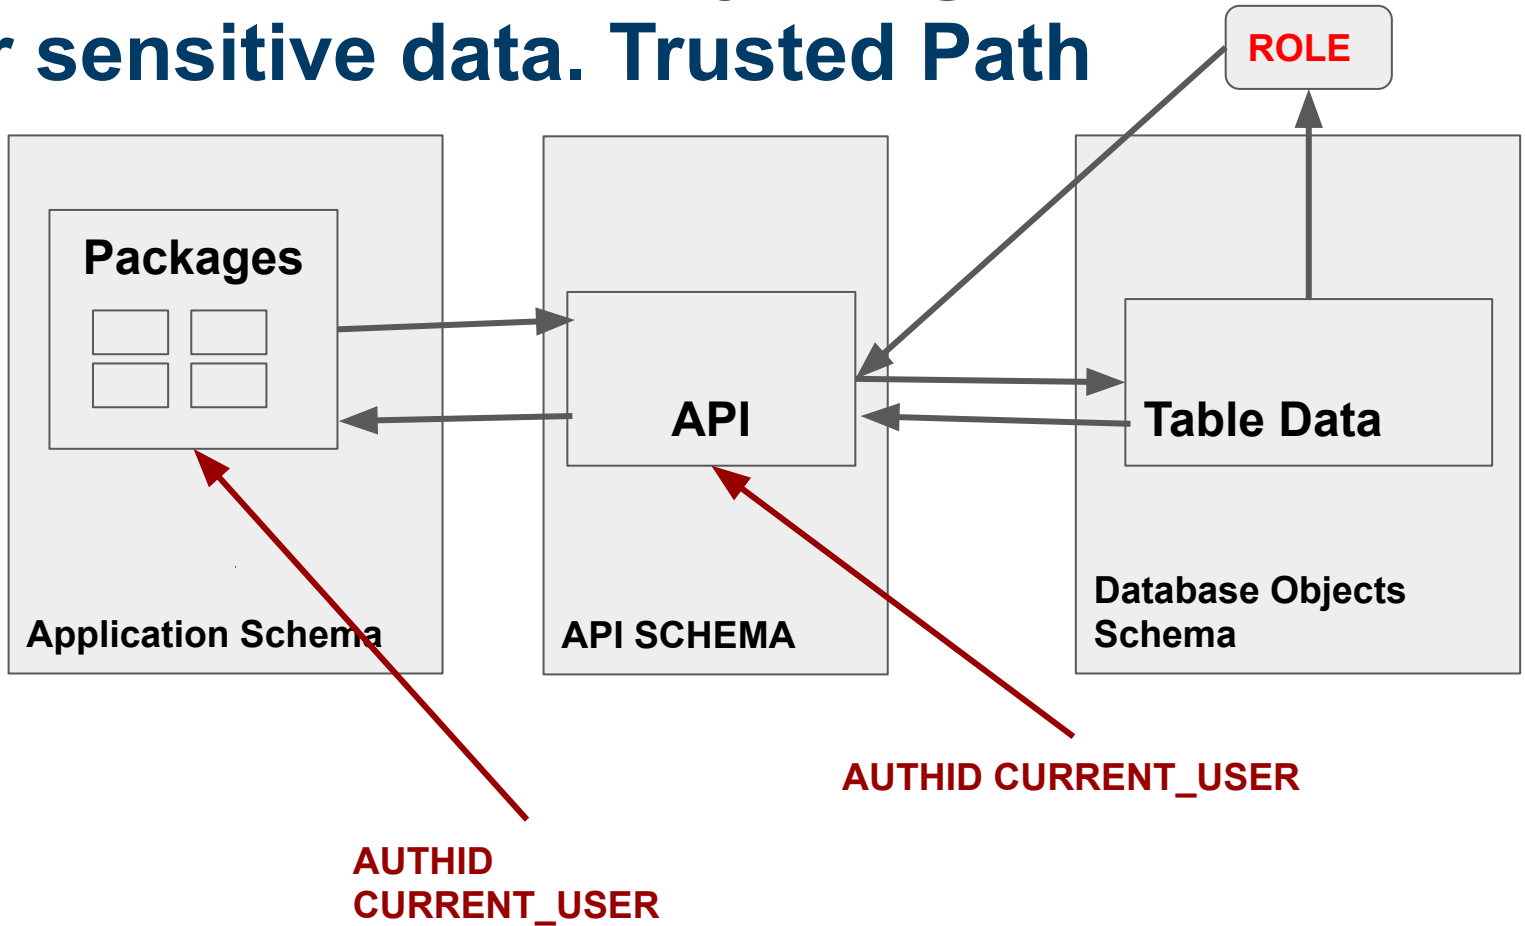 sensitive data. Trusted Path
ROLE
Packages
API
Table Data
Application Schema
API SCHEMA
Database Objects
Schema
AUTHID CURRENT_USER
AUTHID
CURRENT_USER